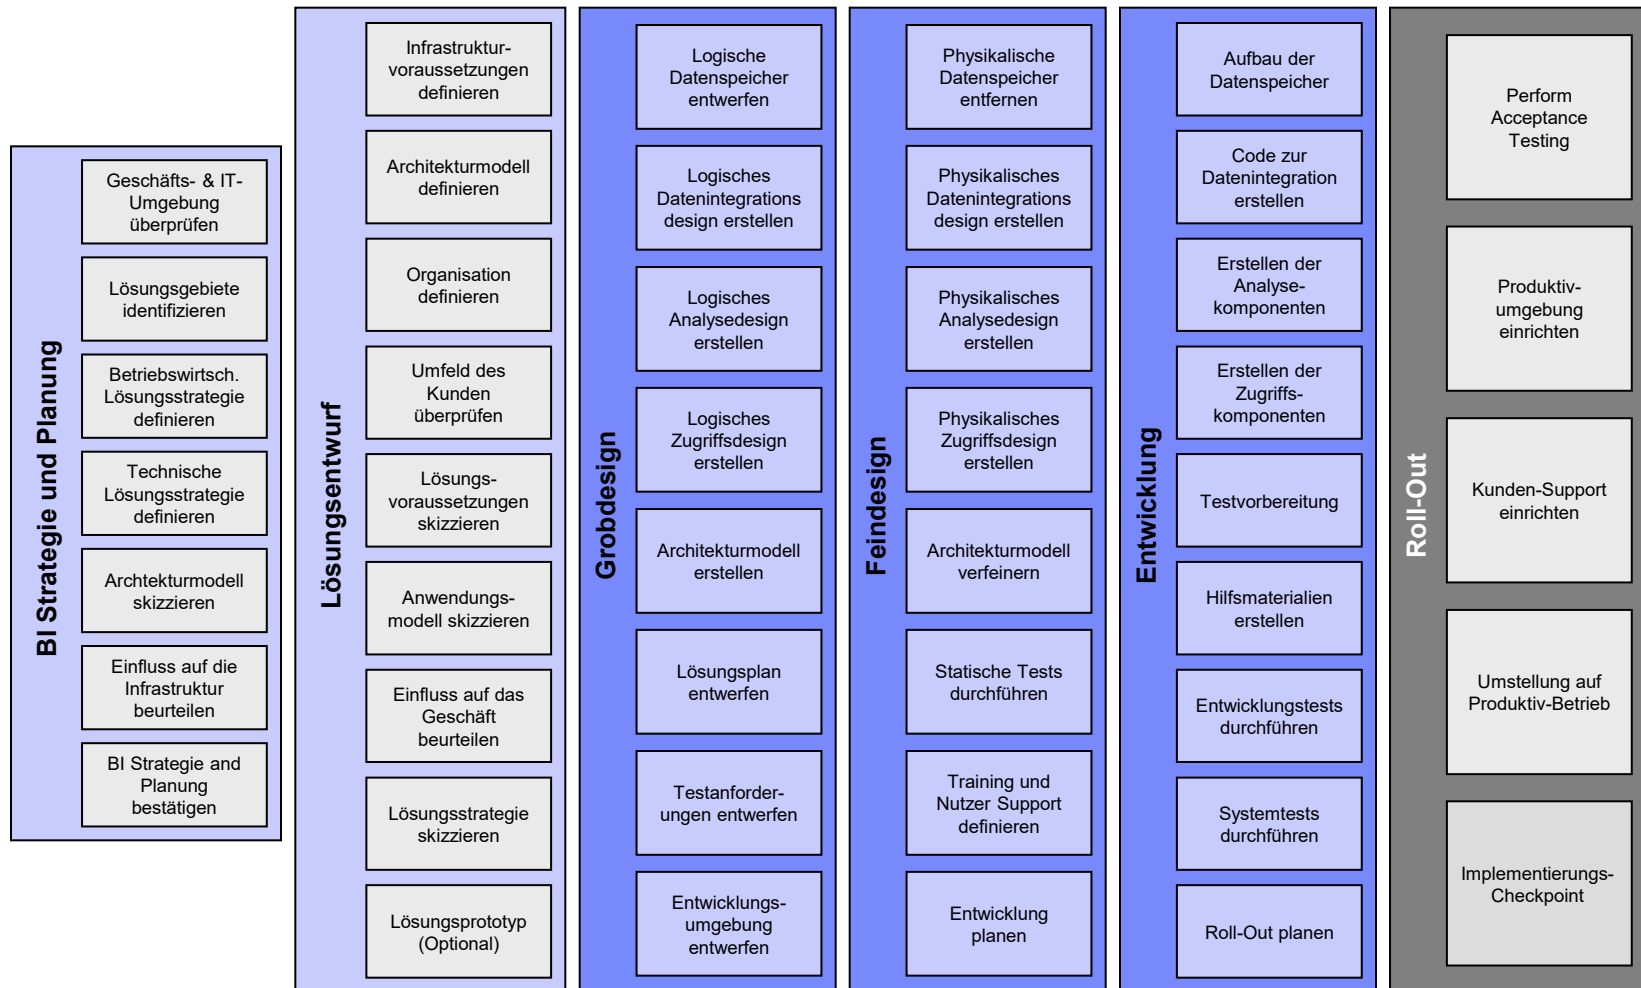 BI Strategie und Planung
Geschäfts- & IT-
Umgebung
überprüfen
Lösungsgebiete
identifizieren
Betriebswirtsch.
Lösungsstrategie
definieren
Technische
Lösungsstrategie
definieren
Archtekturmodell
skizzieren
Einfluss auf die
Infrastruktur
beurteilen
BI Strategie and
Planung
bestätigen
Lösungsentwurf
Infrastruktur-
voraussetzungen
definieren
Architekturmodell
definieren
Organisation
definieren
Umfeld des
Kunden
überprüfen
Lösungs-
voraussetzungen
skizzieren
Anwendungs-
modell skizzieren
Einfluss auf das
Geschäft
beurteilen
Lösungsstrategie
skizzieren
Lösungsprototyp
(Optional)
Grobdesign
Logische
Datenspeicher
entwerfen
Logisches
Datenintegrations
design erstellen
Logisches
Analysedesign
erstellen
Logisches
Zugriffsdesign
erstellen
Architekturmodell
erstellen
Lösungsplan
entwerfen
Testanforder-
ungen entwerfen
Entwicklungs-
umgebung
entwerfen
Feindesign
Physikalische
Datenspeicher
entfernen
Physikalisches
Datenintegrations
design erstellen
Physikalisches
Analysedesign
erstellen
Physikalisches
Zugriffsdesign
erstellen
Architekturmodell
verfeinern
Statische Tests
durchführen
Training und
Nutzer Support
definieren
Entwicklung
planen
Entwicklung
Aufbau der
Datenspeicher
Code zur
Datenintegration
erstellen
Erstellen der
Analyse-
komponenten
Erstellen der
Zugriffs-
komponenten
Testvorbereitung
Hilfsmaterialien
erstellen
Entwicklungstests
durchführen
Systemtests
durchführen
Roll-Out planen
Roll-Out
Perform
Acceptance
Testing
Produktiv-
umgebung
einrichten
Kunden-Support
einrichten
Umstellung auf
Produktiv-Betrieb
Implementierungs-
Checkpoint